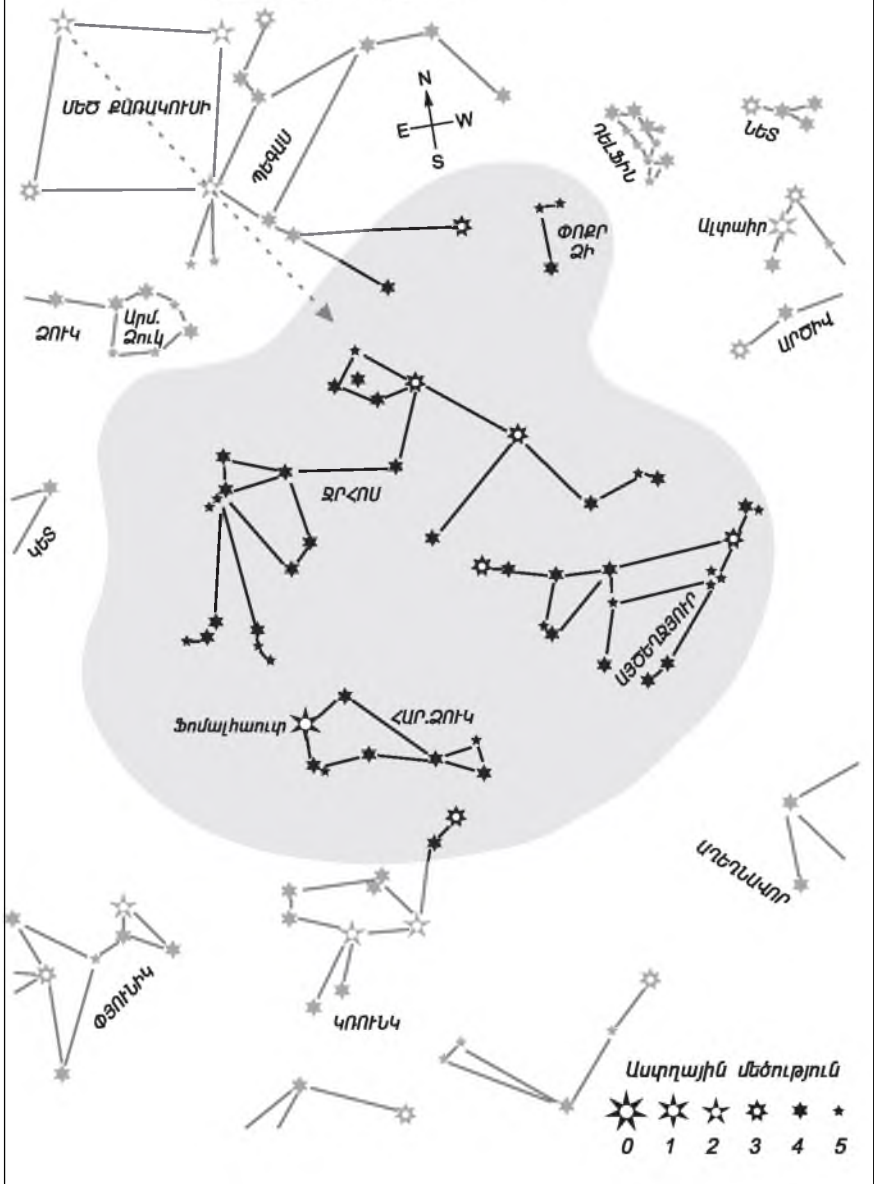 ՄԵԾ ՔԱՌԱԿՈՒՍԻ
ՊԵԳԱՍ
N
E W
S
ԴԵԼՖԻՆ
ՆԵՏ
Ալտաիր
ՓՈՔՐ
ՁԻ
ԱՐԾԻՎ
ՁՈՒԿ
Արմ.
Ձուկ
ԿԵՏ
ՋՐՀՈՍ
ԱՅԾԵՂՋՅՈՒՐ
Ֆոմալհաուտ
ՀԱՐ.ՁՈՒԿ
ԱՂԵՂՆԱՎՈՐ
ՓՅՈՒՆԻԿ
ԿՌՈՒՆԿ
Աստղային մեծություն
0 1 2 3 4 5